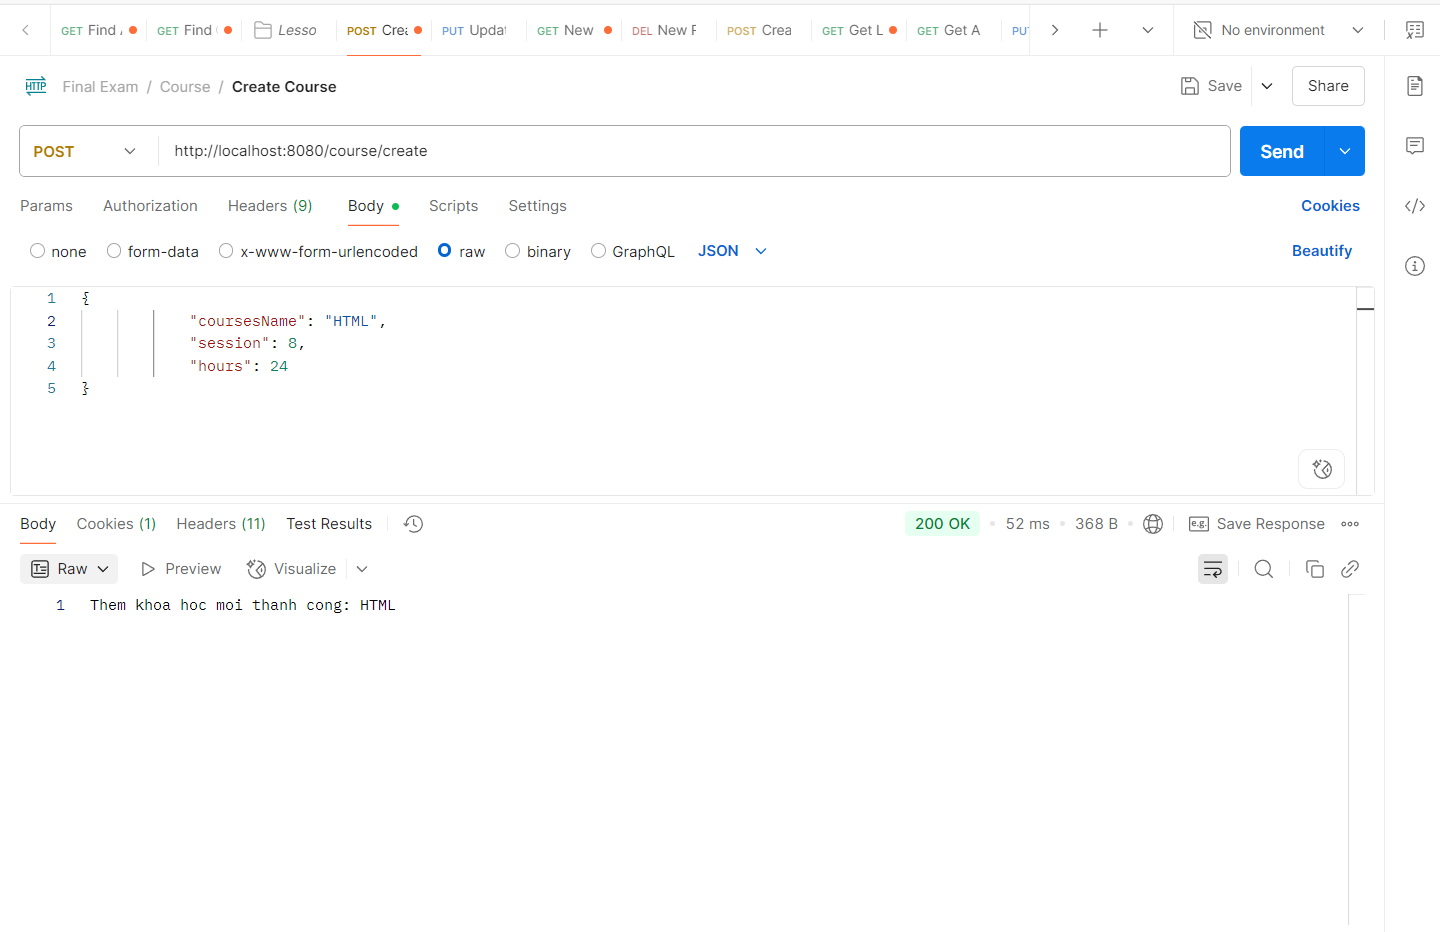 GET Find GET Find Lesso POST Crea PUT Updat GET New DEL New POST Crea GET Get L GET Get A PU No environment
HTTP Final Exam / Course / Create Course Save Share
POST http://localhost:8080/course/create Send
Params Authorization Headers (9) Body Scripts Settings Cookies
none form-data x-www-form-urlencoded raw binary GraphQL JSON Beautify
1 {
2 "coursesName": "HTML",
3 "session": 8,
4 "hours": 24
5 }
Body Cookies (1) Headers (11) Test Results 200 OK 52 ms 368 B e.g. Save Response
Raw Preview Visualize
1 Them khoa hoc moi thanh cong: HTML